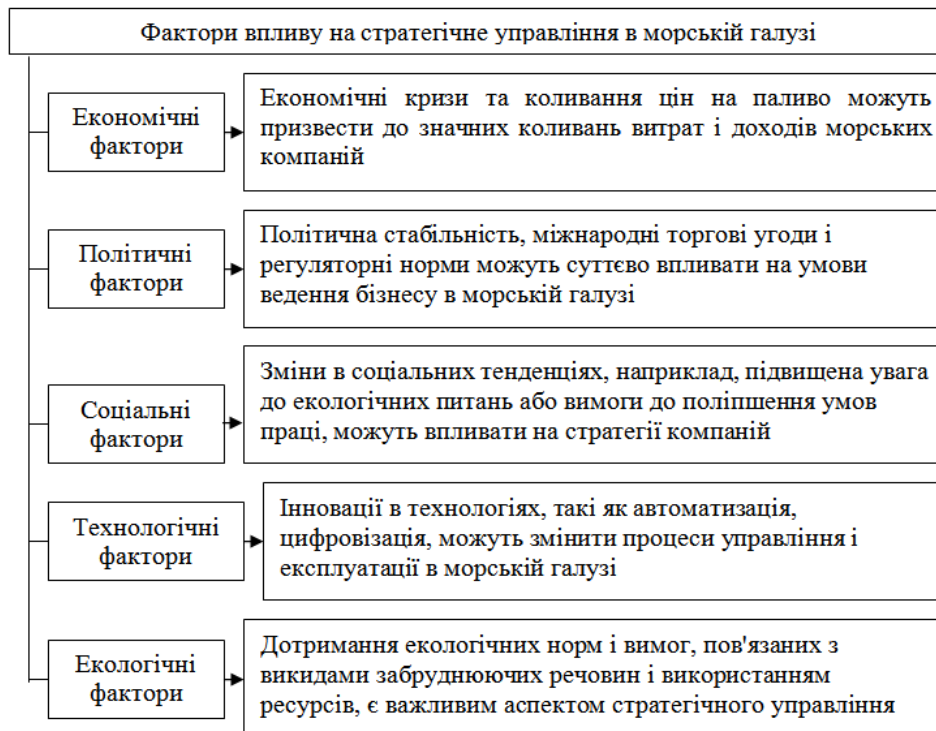 Фактори впливу на стратегічне управління в морській галузі
Економічні
фактори
Економічні кризи та коливання цін на паливо можуть
призвести до значних коливань витрат і доходів морських
компаній
Політичні
фактори
Політична стабільність, міжнародні торгові угоди і
регуляторні норми можуть суттєво впливати на умови
ведення бізнесу в морській галузі
Соціальні
фактори
Зміни в соціальних тенденціях, наприклад, підвищена увага
до екологічних питань або вимоги до поліпшення умов
праці, можуть впливати на стратегії компаній
Технологічні
фактори
Інновації в технологіях, такі як автоматизація,
цифровізація, можуть змінити процеси управління і
експлуатації в морській галузі
Екологічні
фактори
Дотримання екологічних норм і вимог, пов'язаних з
викидами забруднюючих речовин і використанням
ресурсів, є важливим аспектом стратегічного управління